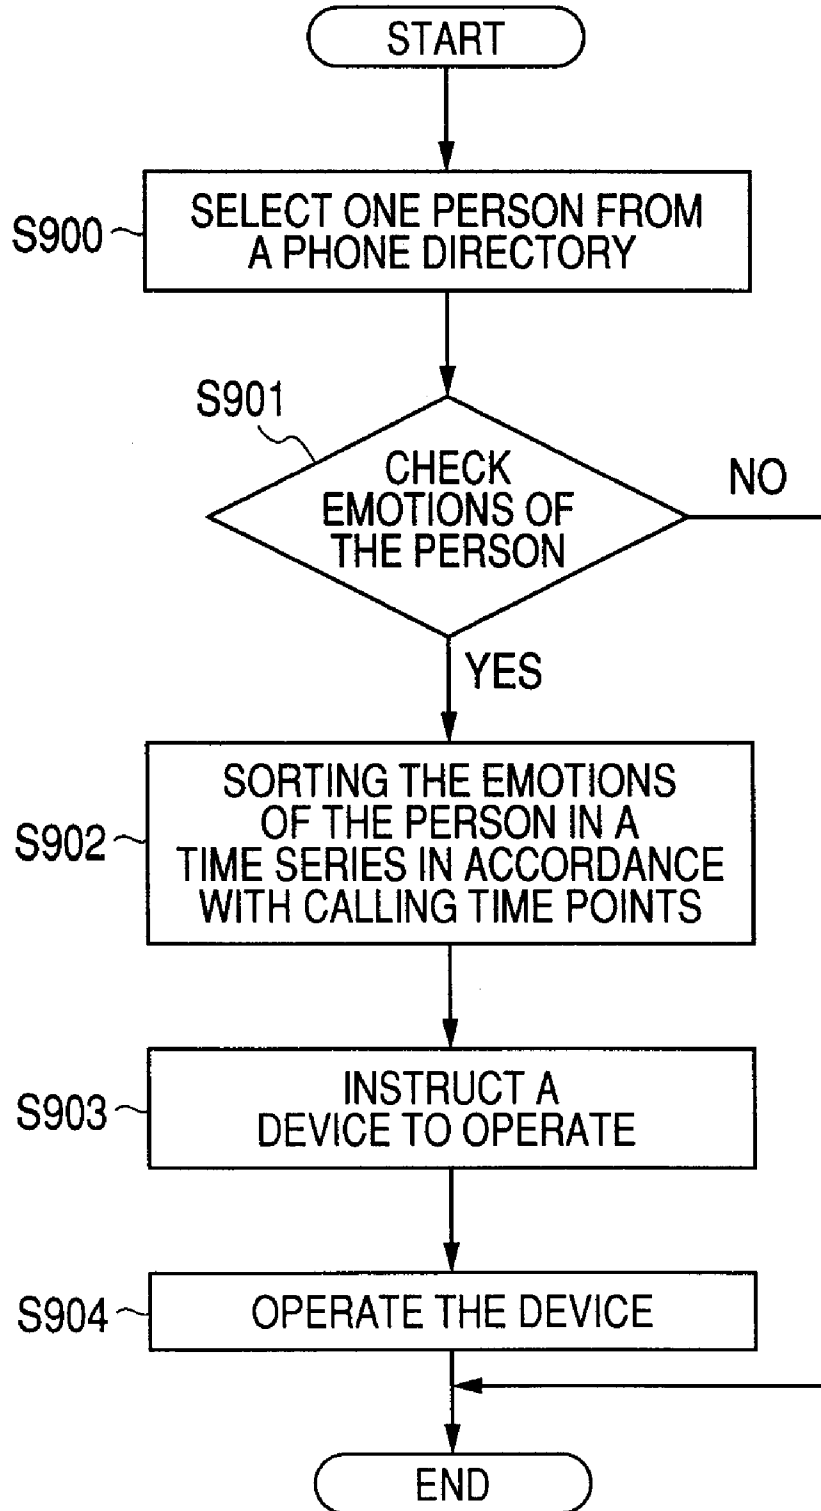 START
S900
SELECT ONE PERSON FROM
A PHONE DIRECTORY
S901
CHECK
EMOTIONS OF
THE PERSON
NO
YES
S902
SORTING THE EMOTIONS
OF THE PERSON IN A
TIME SERIES IN ACCORDANCE
WITH CALLING TIME POINTS
S903
INSTRUCT A
DEVICE TO OPERATE
S904
OPERATE THE DEVICE
END